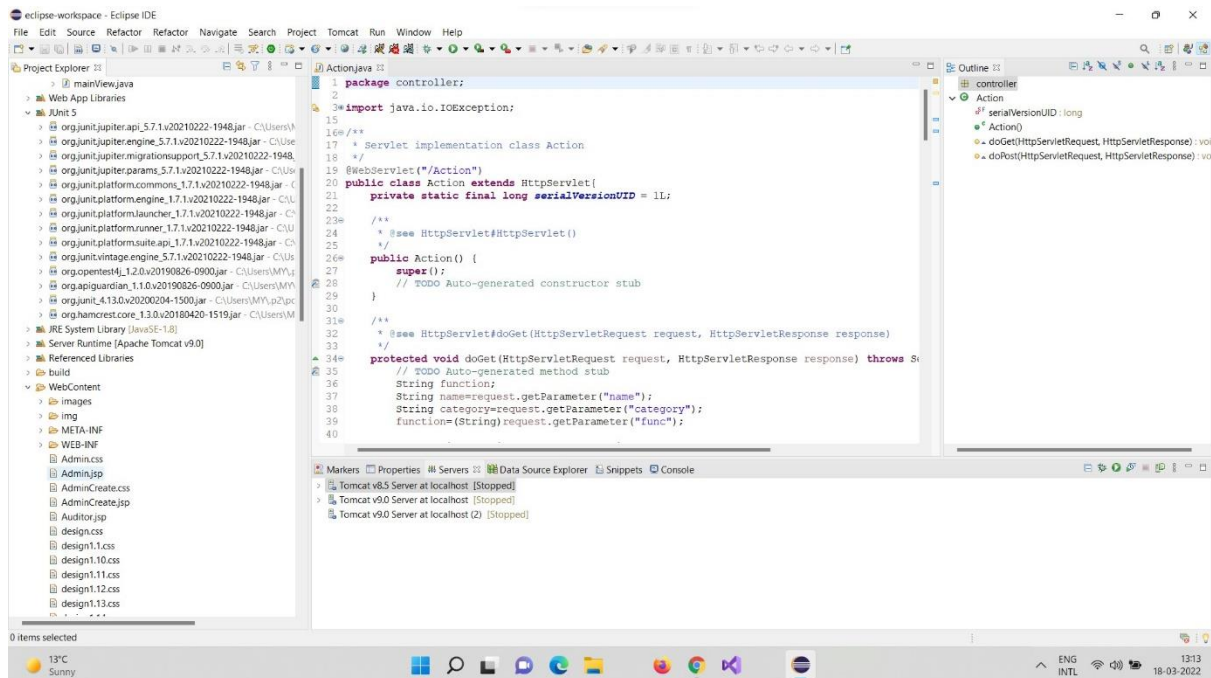 eclipse-workspace - Eclipse IDE
File Edit Source Refactor Refactor Navigate Search Project Tomcat Run Window Help
Project Explorer
mainView.java
Web App Libraries
JUnit 5
org.junit.jupiter.api_5.7.1.v20210222-1948.jar - C:\Users\
org.junit.jupiter.engine_5.7.1.v20210222-1948.jar - C:\Use
org.junit.jupiter.migrationsupport_5.7.1.v20210222-1948.
org.junit.jupiter.params_5.7.1.v20210222-1948.jar - C:\Us
org.junit.platform.commons_1.7.1.v20210222-1948.jar - C
org.junit.platform.engine_1.7.1.v20210222-1948.jar - C:\U
org.junit.platform.launcher_1.7.1.v20210222-1948.jar - C:
org.junit.platform.runner_1.7.1.v20210222-1948.jar - C:\U
org.junit.platform.suite.api_1.7.1.v20210222-1948.jar - C:
org.junit.vintage.engine_5.7.1.v20210222-1948.jar - C:\Us
org.opentest4j_1.2.0.v20190826-0900.jar - C:\Users\MY\.p
org.apiguardian_1.1.0.v20190826-0900.jar - C:\Users\MY\
org.junit_4.13.0.v20200204-1500.jar - C:\Users\MY\.p2\po
org.hamcrest.core_1.3.0.v20180420-1519.jar - C:\Users\M
JRE System Library [JavaSE-1.8]
Server Runtime [Apache Tomcat v9.0]
Referenced Libraries
build
WebContent
images
img
META-INF
WEB-INF
Admin.css
Admin.jsp
AdminCreate.css
AdminCreate.jsp
Auditor.jsp
design.css
design1.1.css
design1.10.css
design1.11.css
design1.12.css
design1.13.css
Action.java
1 package controller;
2
3 import java.io.IOException;
15
16 /**
17 * Servlet implementation class Action
18 */
19 @WebServlet("/Action")
20 public class Action extends HttpServlet{
21 private static final long serialVersionUID = 1L;
22
23 /**
24 * @see HttpServlet#HttpServlet()
25 */
26 public Action() {
27 super();
28 // TODO Auto-generated constructor stub
29 }
30
31 /**
32 * @see HttpServlet#doGet(HttpServletRequest request, HttpServletResponse response)
33 */
34 protected void doGet(HttpServletRequest request, HttpServletResponse response) throws Se
35 // TODO Auto-generated method stub
36 String function;
37 String name=request.getParameter("name");
38 String category=request.getParameter("category");
39 function=(String)request.getParameter("func");
40
Outline
controller
Action
serialVersionUID : long
Action()
doGet(HttpServletRequest, HttpServletResponse) : voi
doPost(HttpServletRequest, HttpServletResponse) : vo
Markers Properties Servers Data Source Explorer Snippets Console
Tomcat v8.5 Server at localhost [Stopped]
Tomcat v9.0 Server at localhost [Stopped]
Tomcat v9.0 Server at localhost (2) [Stopped]
0 items selected
13°C
Sunny
ENG
INTL
13:13
18-03-2022